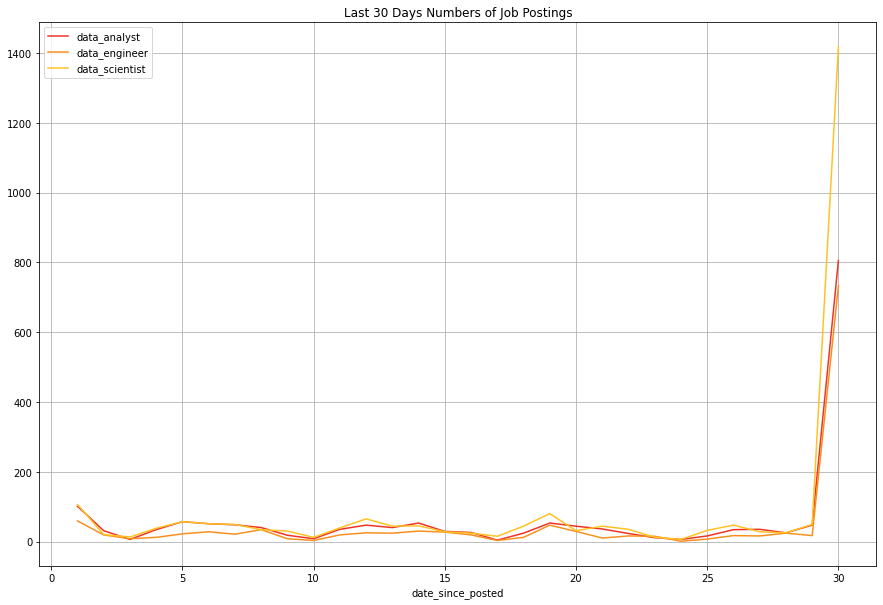 Last 30 Days Numbers of Job Postings
data_analyst
data_engineer
data_scientist
1400
1200
1000
800
600
400
200
0
0 5 10 15 20 25 30
date_since_posted